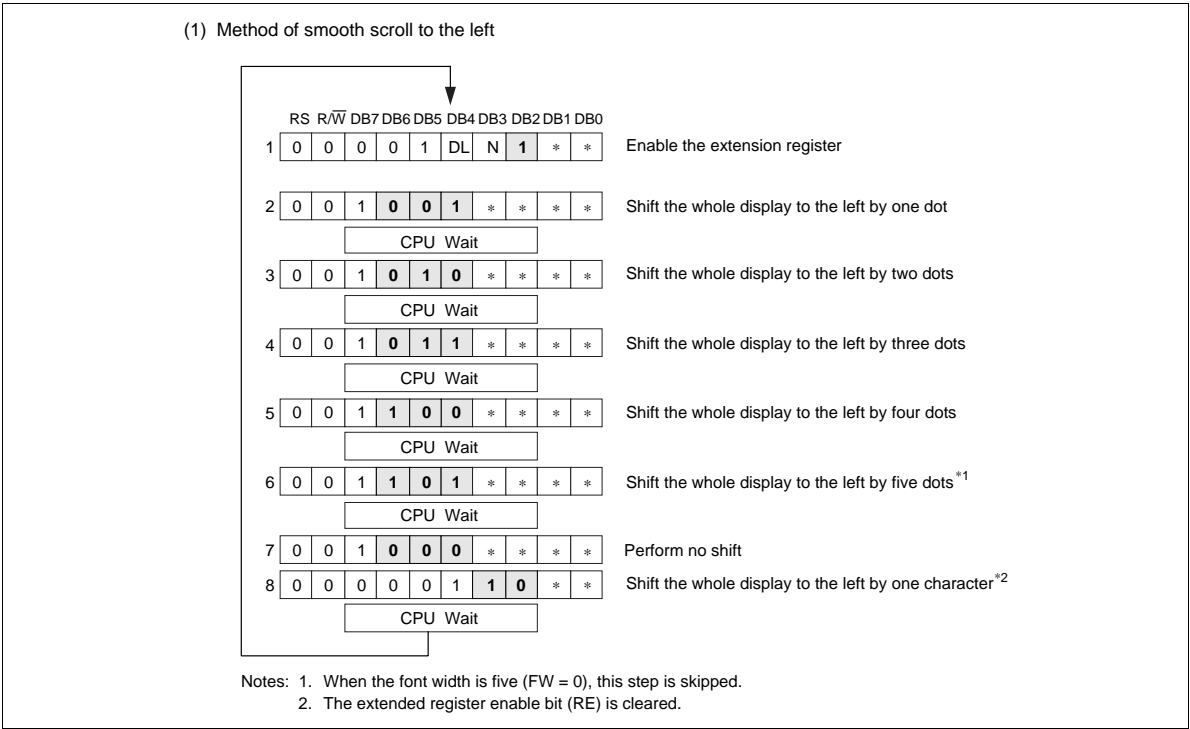 (1) Method of smooth scroll to the left
RS R/W̅ DB7 DB6 DB5 DB4 DB3 DB2 DB1 DB0
1 0 0 0 0 1 DL N 1 * * Enable the extension register
2 0 0 1 0 0 1 * * * * Shift the whole display to the left by one dot
CPU Wait
3 0 0 1 0 1 0 * * * * Shift the whole display to the left by two dots
CPU Wait
4 0 0 1 0 1 1 * * * * Shift the whole display to the left by three dots
CPU Wait
5 0 0 1 1 0 0 * * * * Shift the whole display to the left by four dots
CPU Wait
6 0 0 1 1 0 1 * * * * Shift the whole display to the left by five dots *1
CPU Wait
7 0 0 1 0 0 0 * * * * Perform no shift
8 0 0 0 0 0 1 1 0 * * Shift the whole display to the left by one character*2
CPU Wait
Notes: 1. When the font width is five (FW = 0), this step is skipped.
2. The extended register enable bit (RE) is cleared.